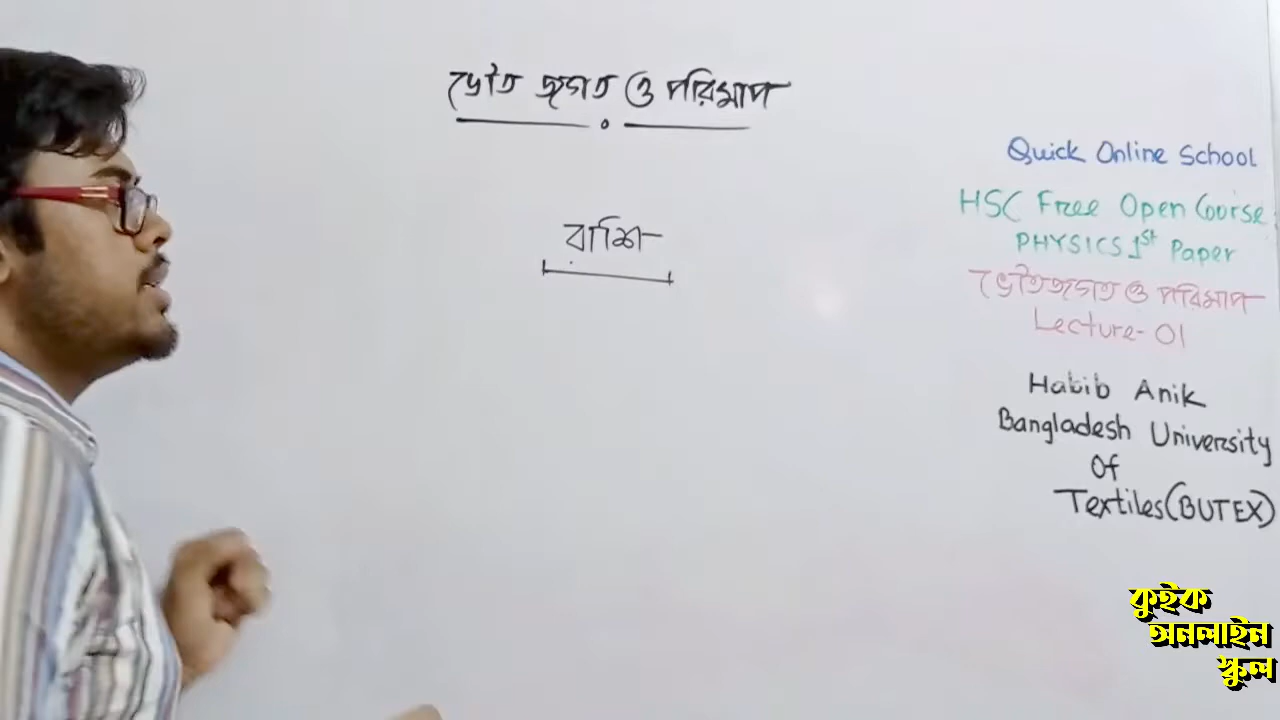 ভৌত জগত ও পরিমাপ
রাশি
Quick Online School
HSC Free Open Course
PHYSICS 1st Paper
ভৌতজগত ও পরিমাপ
Lecture-01
Habib Anik
Bangladesh University
Of
Textiles(BUTEX)
কুইক
অনলাইন
স্কুল